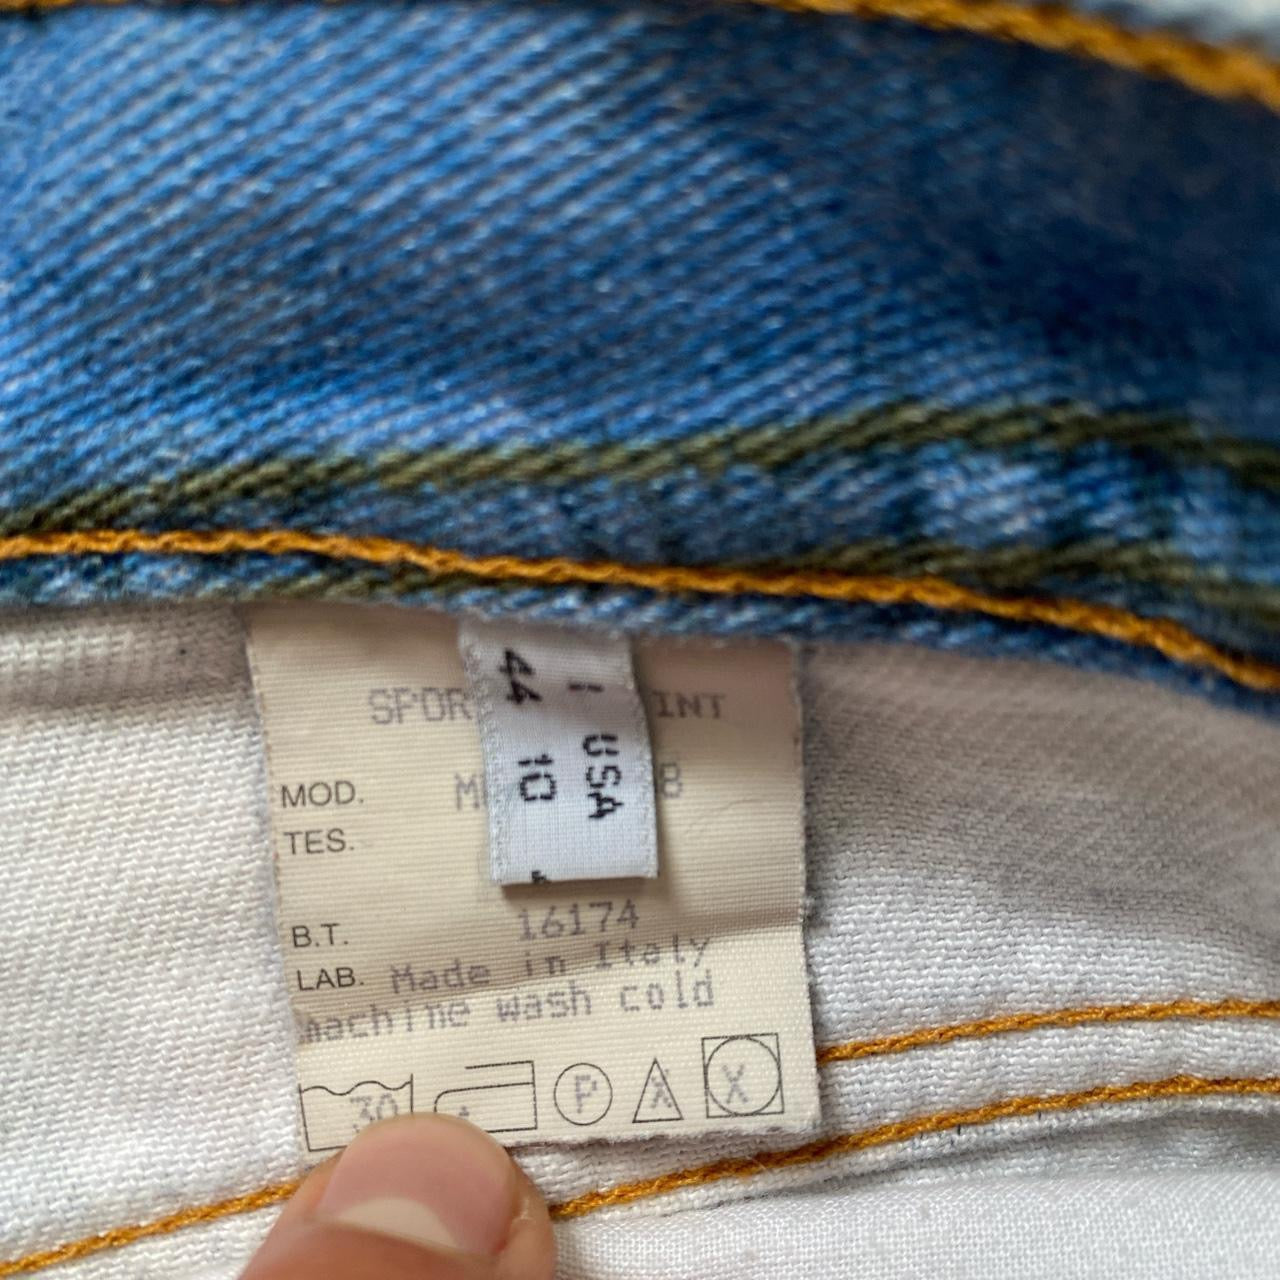 I USA
44 10
SPOR INT
MOD. M 8
TES.
B.T. 16174
LAB. Made in Italy
machine wash cold
30 P X X